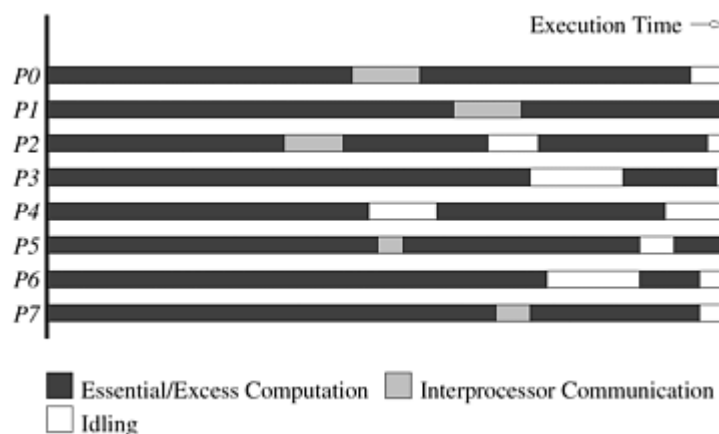 Execution Time
P0
P1
P2
P3
P4
P5
P6
P7
Essential/Excess Computation
Interprocessor Communication
Idling